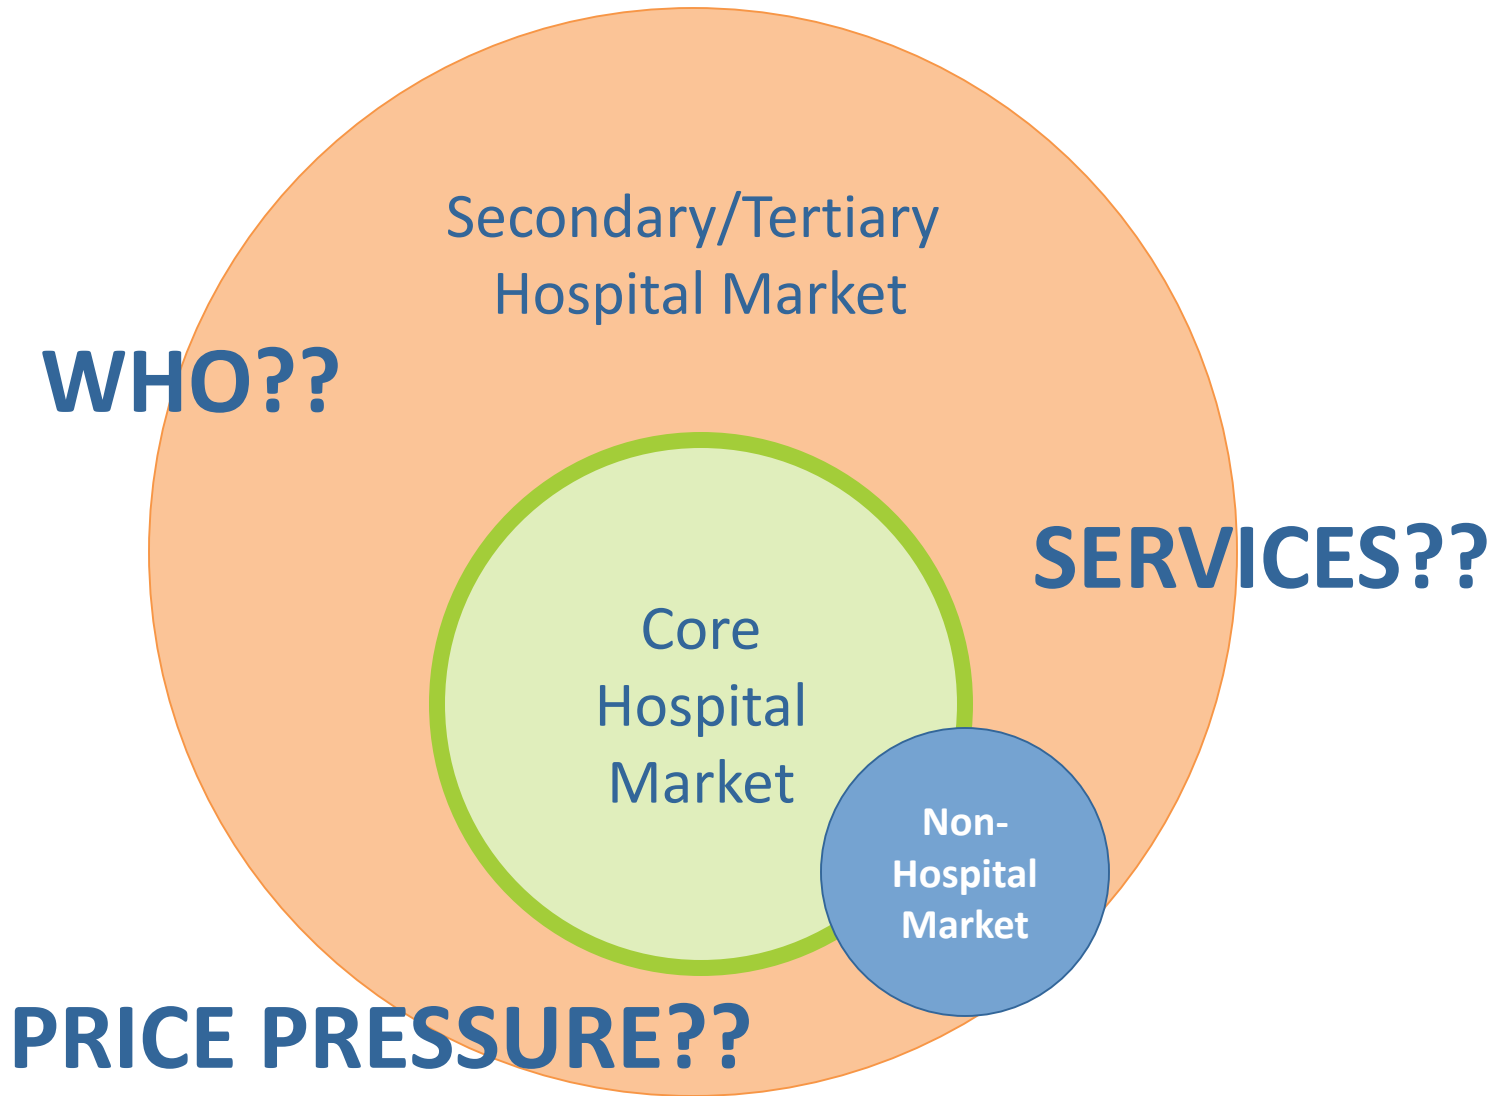 Secondary/Tertiary
Hospital Market
WHO??
SERVICES??
Core
Hospital
Market
Non-
Hospital
Market
PRICE PRESSURE??